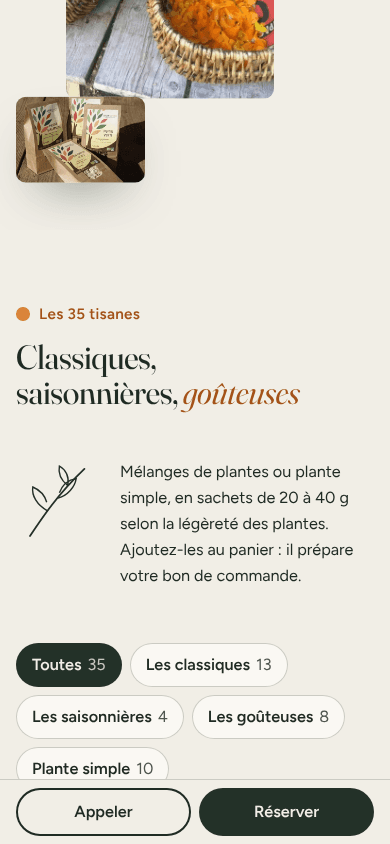 Les 35 tisanes
Classiques,
saisonnières, goûteuses
Mélanges de plantes ou plante
simple, en sachets de 20 à 40 g
selon la légèreté des plantes.
Ajoutez-les au panier : il prépare
votre bon de commande.
Toutes 35
Les classiques 13
Les saisonnières 4
Les goûteuses 8
Plante simple 10
Appeler
Réserver